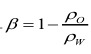 . β = 1 − ρ_O / ρ_W